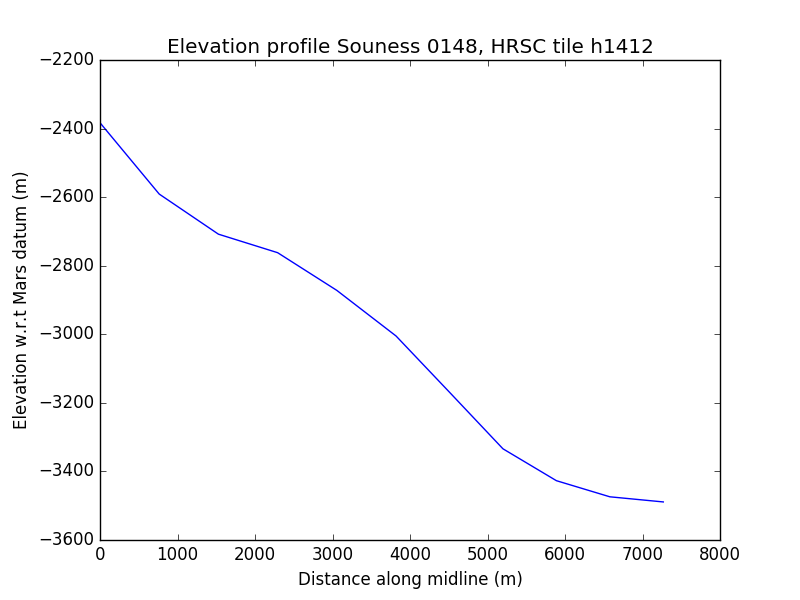 Elevation profile Souness 0148, HRSC tile h1412
−2200
−2400
−2600
−2800
−3000
−3200
−3400
−3600
Elevation w.r.t Mars datum (m)
0 1000 2000 3000 4000 5000 6000 7000 8000
Distance along midline (m)